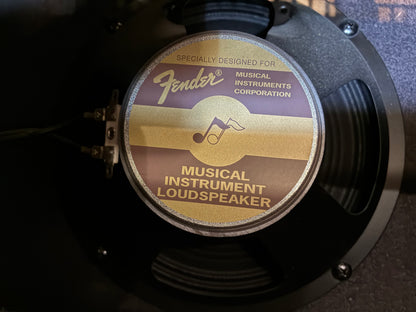 SPECIALLY DESIGNED FOR
Fender®
MUSICAL
INSTRUMENTS
CORPORATION
MUSICAL
INSTRUMENT
LOUDSPEAKER